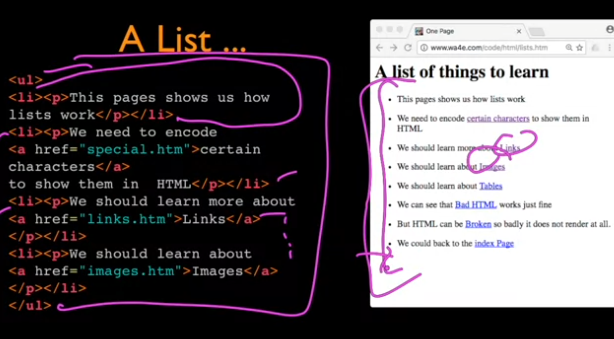 A List ...
<ul>
<li><p>This pages shows us how
lists work</p></li>
<li><p>We need to encode
<a href="special.htm">certain
characters</a>
to show them in  HTML</p></li>
<li><p>We should learn more about
<a href="links.htm">Links</a>
</p></li>
<li><p>We should learn about
<a href="images.htm">Images</a>
</p></li>
</ul>
One Page
www.wa4e.com/code/html/lists.htm
A list of things to learn
This pages shows us how lists work
We need to encode certain characters to show them in
HTML
We should learn more about Links
We should learn about Images
We should learn about Tables
We can see that Bad HTML works just fine
But HTML can be Broken so badly it does not render at all.
We could back to the index Page